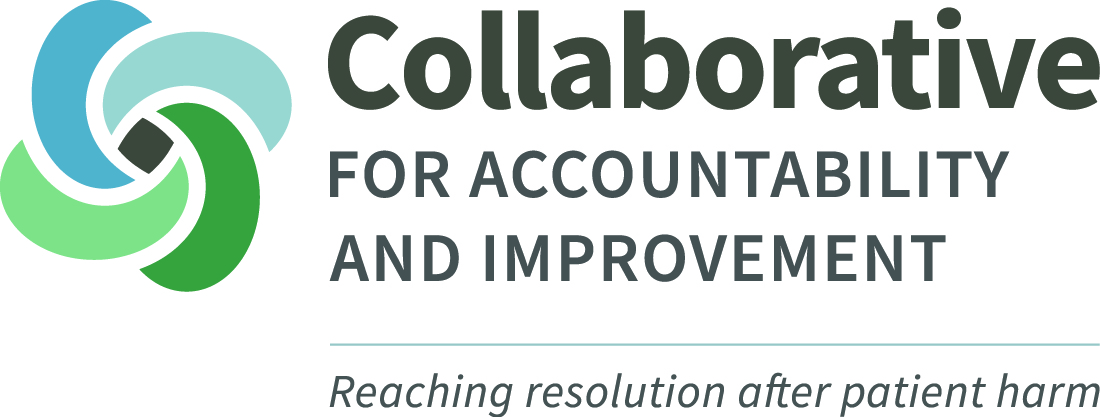 Collaborative
FOR ACCOUNTABILITY
AND IMPROVEMENT
Reaching resolution after patient harm